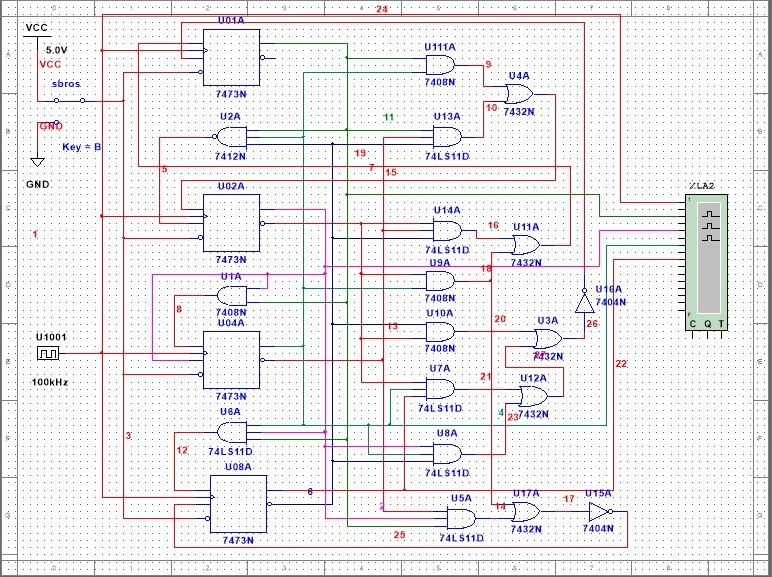 24
VCC
5.0V
VCC
sbros
GND
Key = B
GND
U01A
7473N
U111A
7408N
9
U4A
7432N
10
U2A
7412N
11
U13A
74LS11D
19
5
7
15
U02A
7473N
U14A
74LS11D
16
U11A
7432N
18
XLA2
1
F
C Q T
1
U1A
7408N
8
U9A
7408N
U16A
7404N
26
U04A
7473N
13
U10A
7408N
20
U3A
7432N
22
U1001
100kHz
U7A
74LS11D
21
U12A
7432N
4
23
3
U6A
74LS11D
12
U8A
74LS11D
U08A
7473N
6
2
25
U5A
74LS11D
14
U17A
7432N
17
U15A
7404N